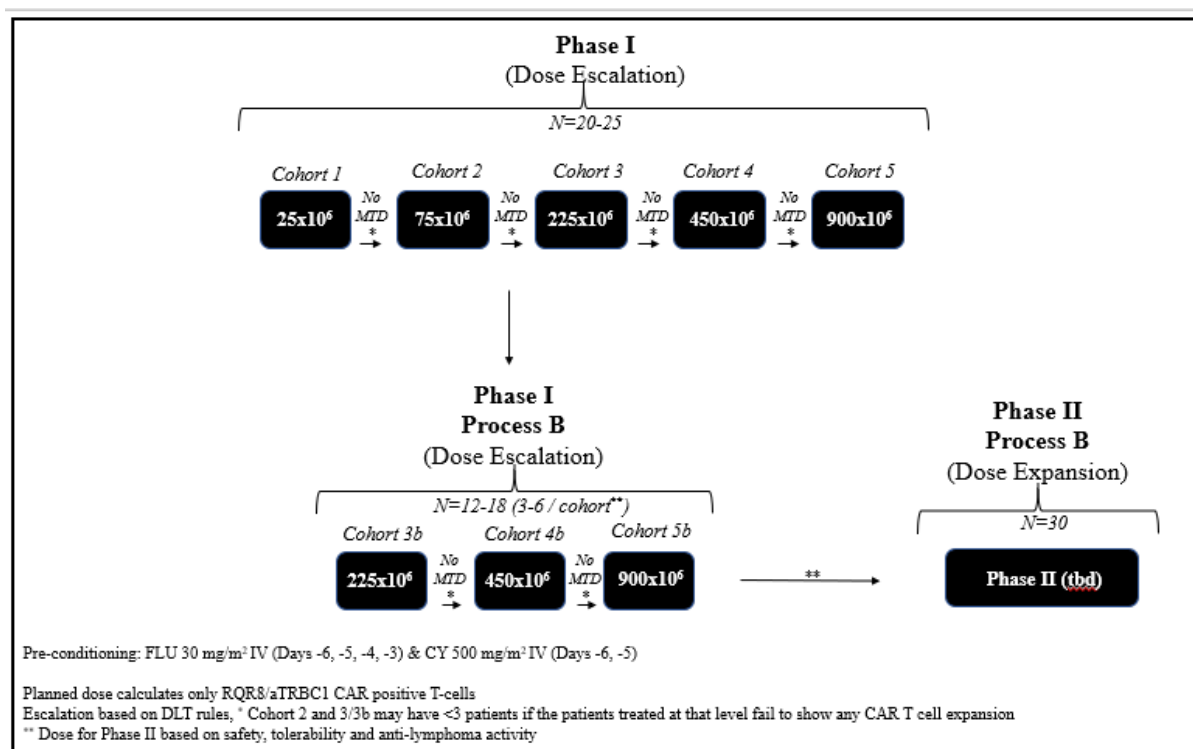 Phase I
(Dose Escalation)
N=20-25
Cohort 1 Cohort 2 Cohort 3 Cohort 4 Cohort 5
25x10⁶ No MTD * 75x10⁶ No MTD * 225x10⁶ No MTD * 450x10⁶ No MTD * 900x10⁶
Phase I
Process B
(Dose Escalation)
N=12-18 (3-6 / cohort**)
Cohort 3b Cohort 4b Cohort 5b
225x10⁶ No MTD * 450x10⁶ No MTD * 900x10⁶
**
Phase II
Process B
(Dose Expansion)
N=30
Phase II (tbd)
Pre-conditioning: FLU 30 mg/m² IV (Days -6, -5, -4, -3) & CY 500 mg/m² IV (Days -6, -5)
Planned dose calculates only RQR8/aTRBC1 CAR positive T-cells
Escalation based on DLT rules, * Cohort 2 and 3/3b may have <3 patients if the patients treated at that level fail to show any CAR T cell expansion
** Dose for Phase II based on safety, tolerability and anti-lymphoma activity